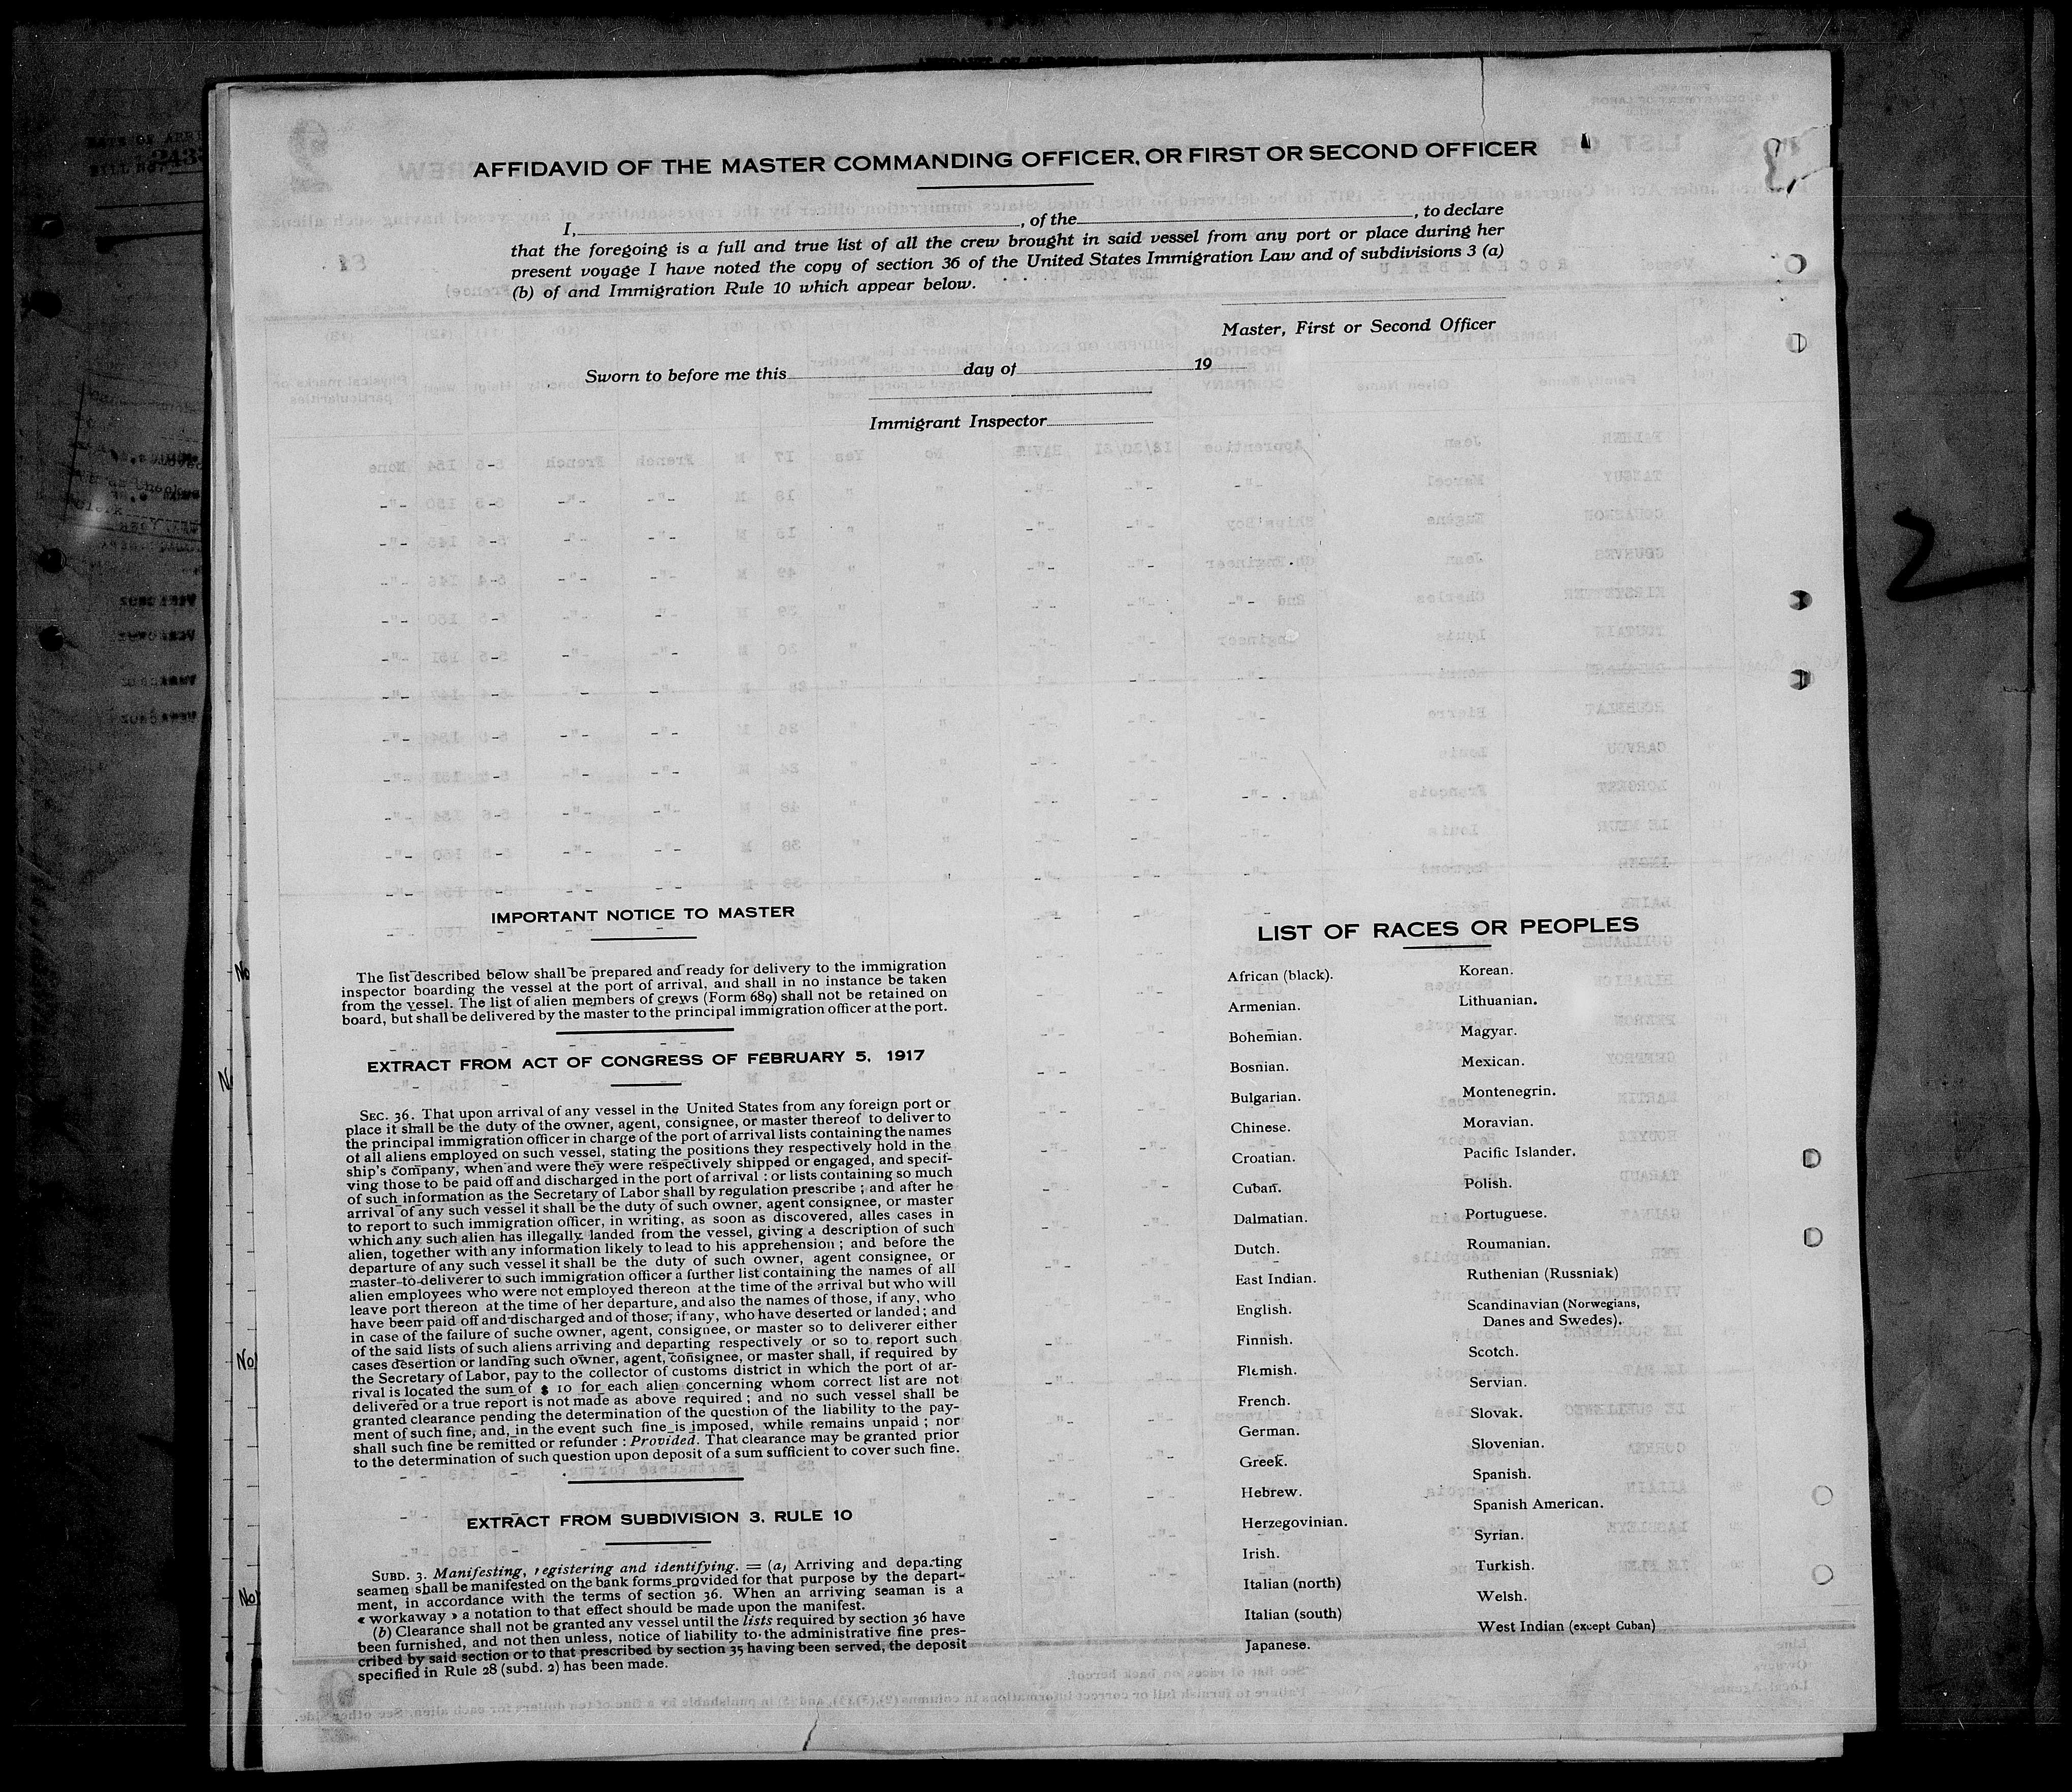 AFFIDAVID OF THE MASTER COMMANDING OFFICER, OR FIRST OR SECOND OFFICER
I, , of the , to declare
that the foregoing is a full and true list of all the crew brought in said vessel from any port or place during her
present voyage I have noted the copy of section 36 of the United States Immigration Law and of subdivisions 3 (a)
(b) of and Immigration Rule 10 which appear below.
Master, First or Second Officer
Sworn to before me this day of 19
Immigrant Inspector
IMPORTANT NOTICE TO MASTER
The list described below shall be prepared and ready for delivery to the immigration
inspector boarding the vessel at the port of arrival, and shall in no instance be taken
from the vessel. The list of alien members of crews (Form 689) shall not be retained on
board, but shall be delivered by the master to the principal immigration officer at the port.
EXTRACT FROM ACT OF CONGRESS OF FEBRUARY 5, 1917
SEC. 36. That upon arrival of any vessel in the United States from any foreign port or
place it shall be the duty of the owner, agent, consignee, or master thereof to deliver to
the principal immigration officer in charge of the port of arrival lists containing the names
of all aliens employed on such vessel, stating the positions they respectively hold in the
ship's company, when and were they were respectively shipped or engaged, and specif-
ving those to be paid off and discharged in the port of arrival : or lists containing so much
of such information as the Secretary of Labor shall by regulation prescribe ; and after he
arrival of any such vessel it shall be the duty of such owner, agent consignee, or master
to report to such immigration officer, in writing, as soon as discovered, alles cases in
which any such alien has illegally landed from the vessel, giving a description of such
alien, together with any information likely to lead to his apprehension ; and before the
departure of any such vessel it shall be the duty of such owner, agent consignee, or
master to deliverer to such immigration officer a further list containing the names of all
alien employees who were not employed thereon at the time of the arrival but who will
leave port thereon at the time of her departure, and also the names of those, if any, who
have been paid off and discharged and of those, if any, who have deserted or landed ; and
in case of the failure of suche owner, agent, consignee, or master so to deliverer either
of the said lists of such aliens arriving and departing respectively or so to report such
cases desertion or landing such owner, agent, consignee, or master shall, if required by
the Secretary of Labor, pay to the collector of customs district in which the port of ar-
rival is located the sum of $ 10 for each alien concerning whom correct list are not
delivered or a true report is not made as above required ; and no such vessel shall be
granted clearance pending the determination of the question of the liability to the pay-
ment of such fine, and, in the event such fine is imposed, while remains unpaid ; nor
shall such fine be remitted or refunder : Provided. That clearance may be granted prior
to the determination of such question upon deposit of a sum sufficient to cover such fine.
EXTRACT FROM SUBDIVISION 3, RULE 10
SUBD. 3. Manifesting, registering and identifying. = (a) Arriving and departing
seamen shall be manifested on the bank forms provided for that purpose by the depart-
ment, in accordance with the terms of section 36. When an arriving seaman is a
« workaway » a notation to that effect should be made upon the manifest.
(b) Clearance shall not be granted any vessel until the lists required by section 36 have
been furnished, and not then unless, notice of liability to the administrative fine pres-
cribed by said section or to that prescribed by section 35 having been served, the deposit
specified in Rule 28 (subd. 2) has been made.
LIST OF RACES OR PEOPLES
African (black).
Armenian.
Bohemian.
Bosnian.
Bulgarian.
Chinese.
Croatian.
Cuban.
Dalmatian.
Dutch.
East Indian.
English.
Finnish.
Flemish.
French.
German.
Greek.
Hebrew.
Herzegovinian.
Irish.
Italian (north)
Italian (south)
Japanese.
Korean.
Lithuanian.
Magyar.
Mexican.
Montenegrin.
Moravian.
Pacific Islander.
Polish.
Portuguese.
Roumanian.
Ruthenian (Russniak)
Scandinavian (Norwegians,
Danes and Swedes).
Scotch.
Servian.
Slovak.
Slovenian.
Spanish.
Spanish American.
Syrian.
Turkish.
Welsh.
West Indian (except Cuban)
2
No
No
No